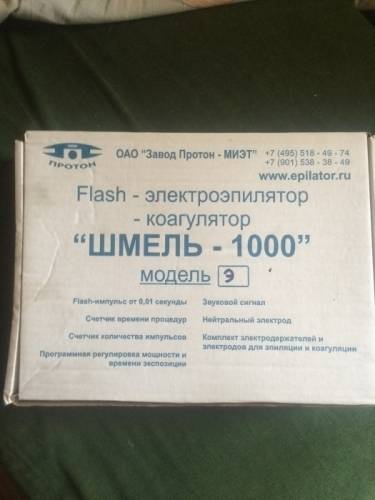 ПРОТОН
ОАО "Завод Протон - МИЭТ"
+7 (495) 518 - 49 - 74
+7 (901) 538 - 38 - 49
www.epilator.ru
Flash - электроэпилятор
- коагулятор
"ШМЕЛЬ - 1000"
модель Э
Flash-импульс от 0,01 секунды
Счетчик времени процедур
Счетчик количества импульсов
Программная регулировка мощности и
времени экспозиции
Звуковой сигнал
Нейтральный электрод
Комплект электродержателей и
электродов для эпиляции и коагуляции